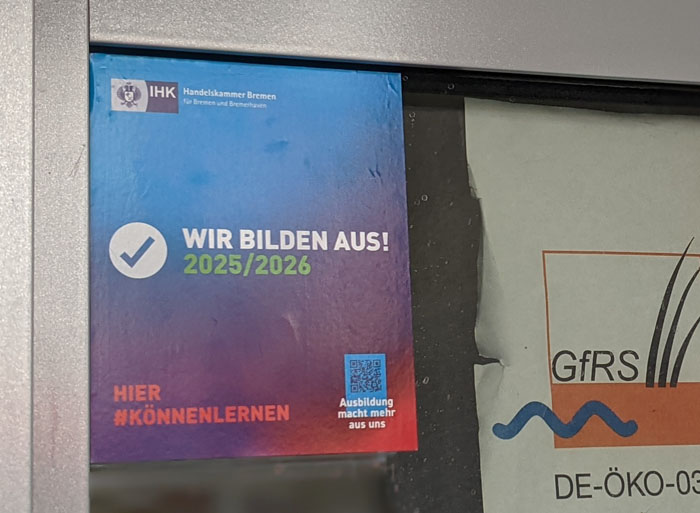 IHK
Handelskammer Bremen
für Bremen und Bremerhaven
WIR BILDEN AUS!
2025/2026
HIER
#KÖNNENLERNEN
Ausbildung
macht mehr
aus uns
GfRS
DE-ÖKO-03